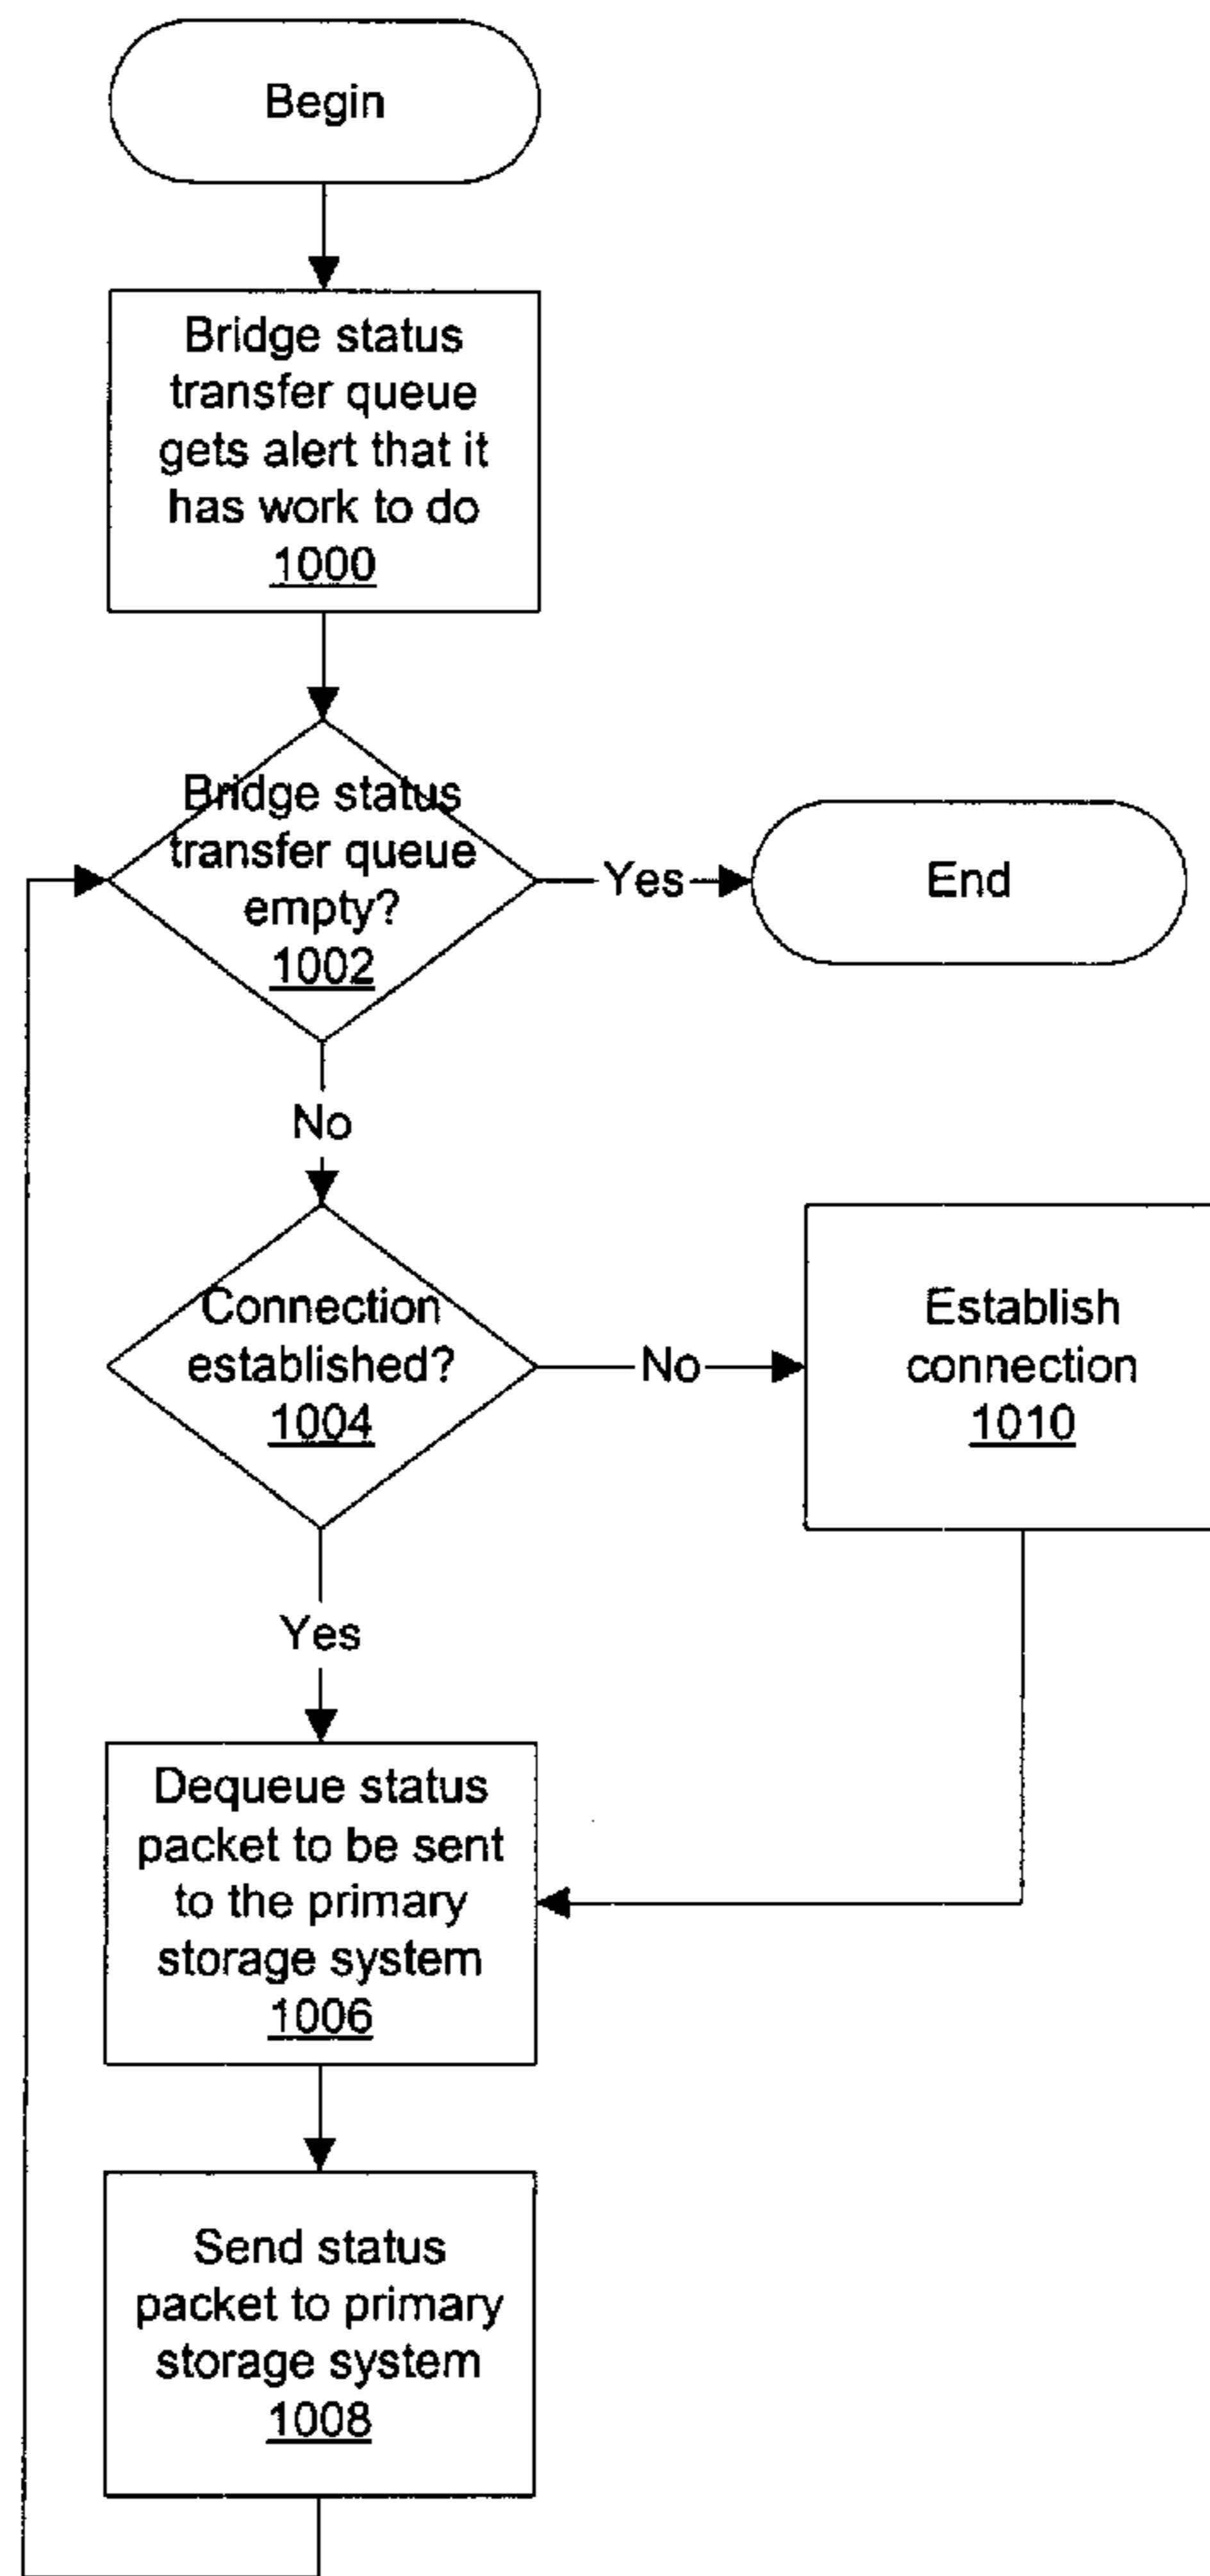 Begin
Bridge status
transfer queue
gets alert that it
has work to do
1000
Bridge status
transfer queue
empty?
1002
Yes
End
No
Connection
established?
1004
No
Establish
connection
1010
Yes
Dequeue status
packet to be sent
to the primary
storage system
1006
Send status
packet to primary
storage system
1008